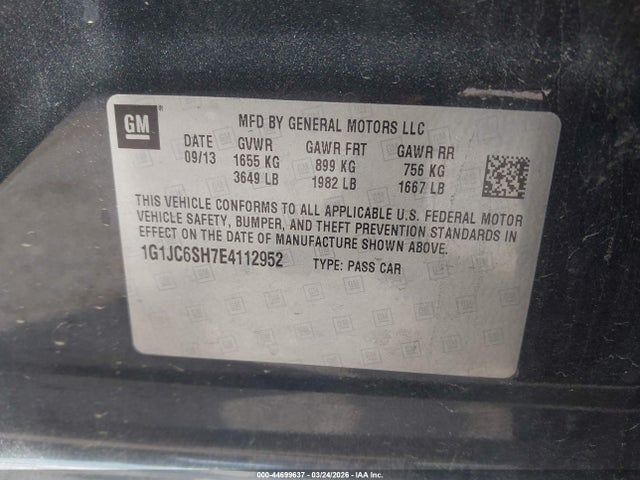 GM
MFD BY GENERAL MOTORS LLC
DATE GVWR GAWR FRT GAWR RR
09/13 1655 KG 899 KG 756 KG
3649 LB 1982 LB 1667 LB
THIS VEHICLE CONFORMS TO ALL APPLICABLE U.S. FEDERAL MOTOR
VEHICLE SAFETY, BUMPER, AND THEFT PREVENTION STANDARDS IN
EFFECT ON THE DATE OF MANUFACTURE SHOWN ABOVE.
1G1JC6SH7E4112952 TYPE: PASS CAR
000-44699637 - 03/24/2026 - IAA Inc.